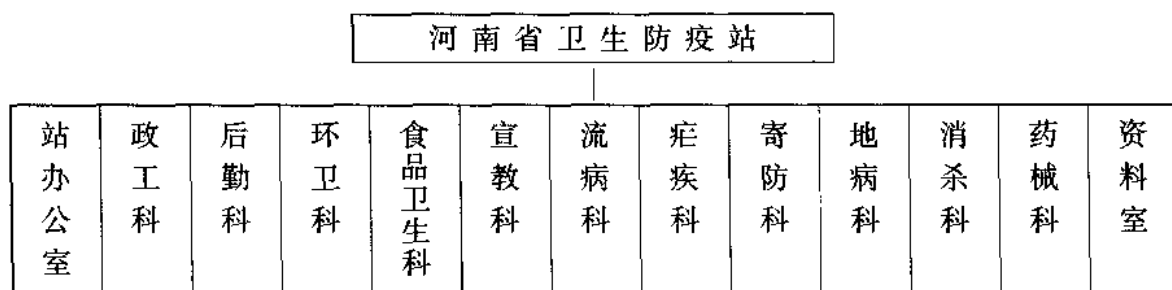 河南省卫生防疫站
站办公室
政工科
后勤科
环卫科
食品卫生科
宣教科
流病科
疟疾科
寄防科
地病科
消杀科
药械科
资料室